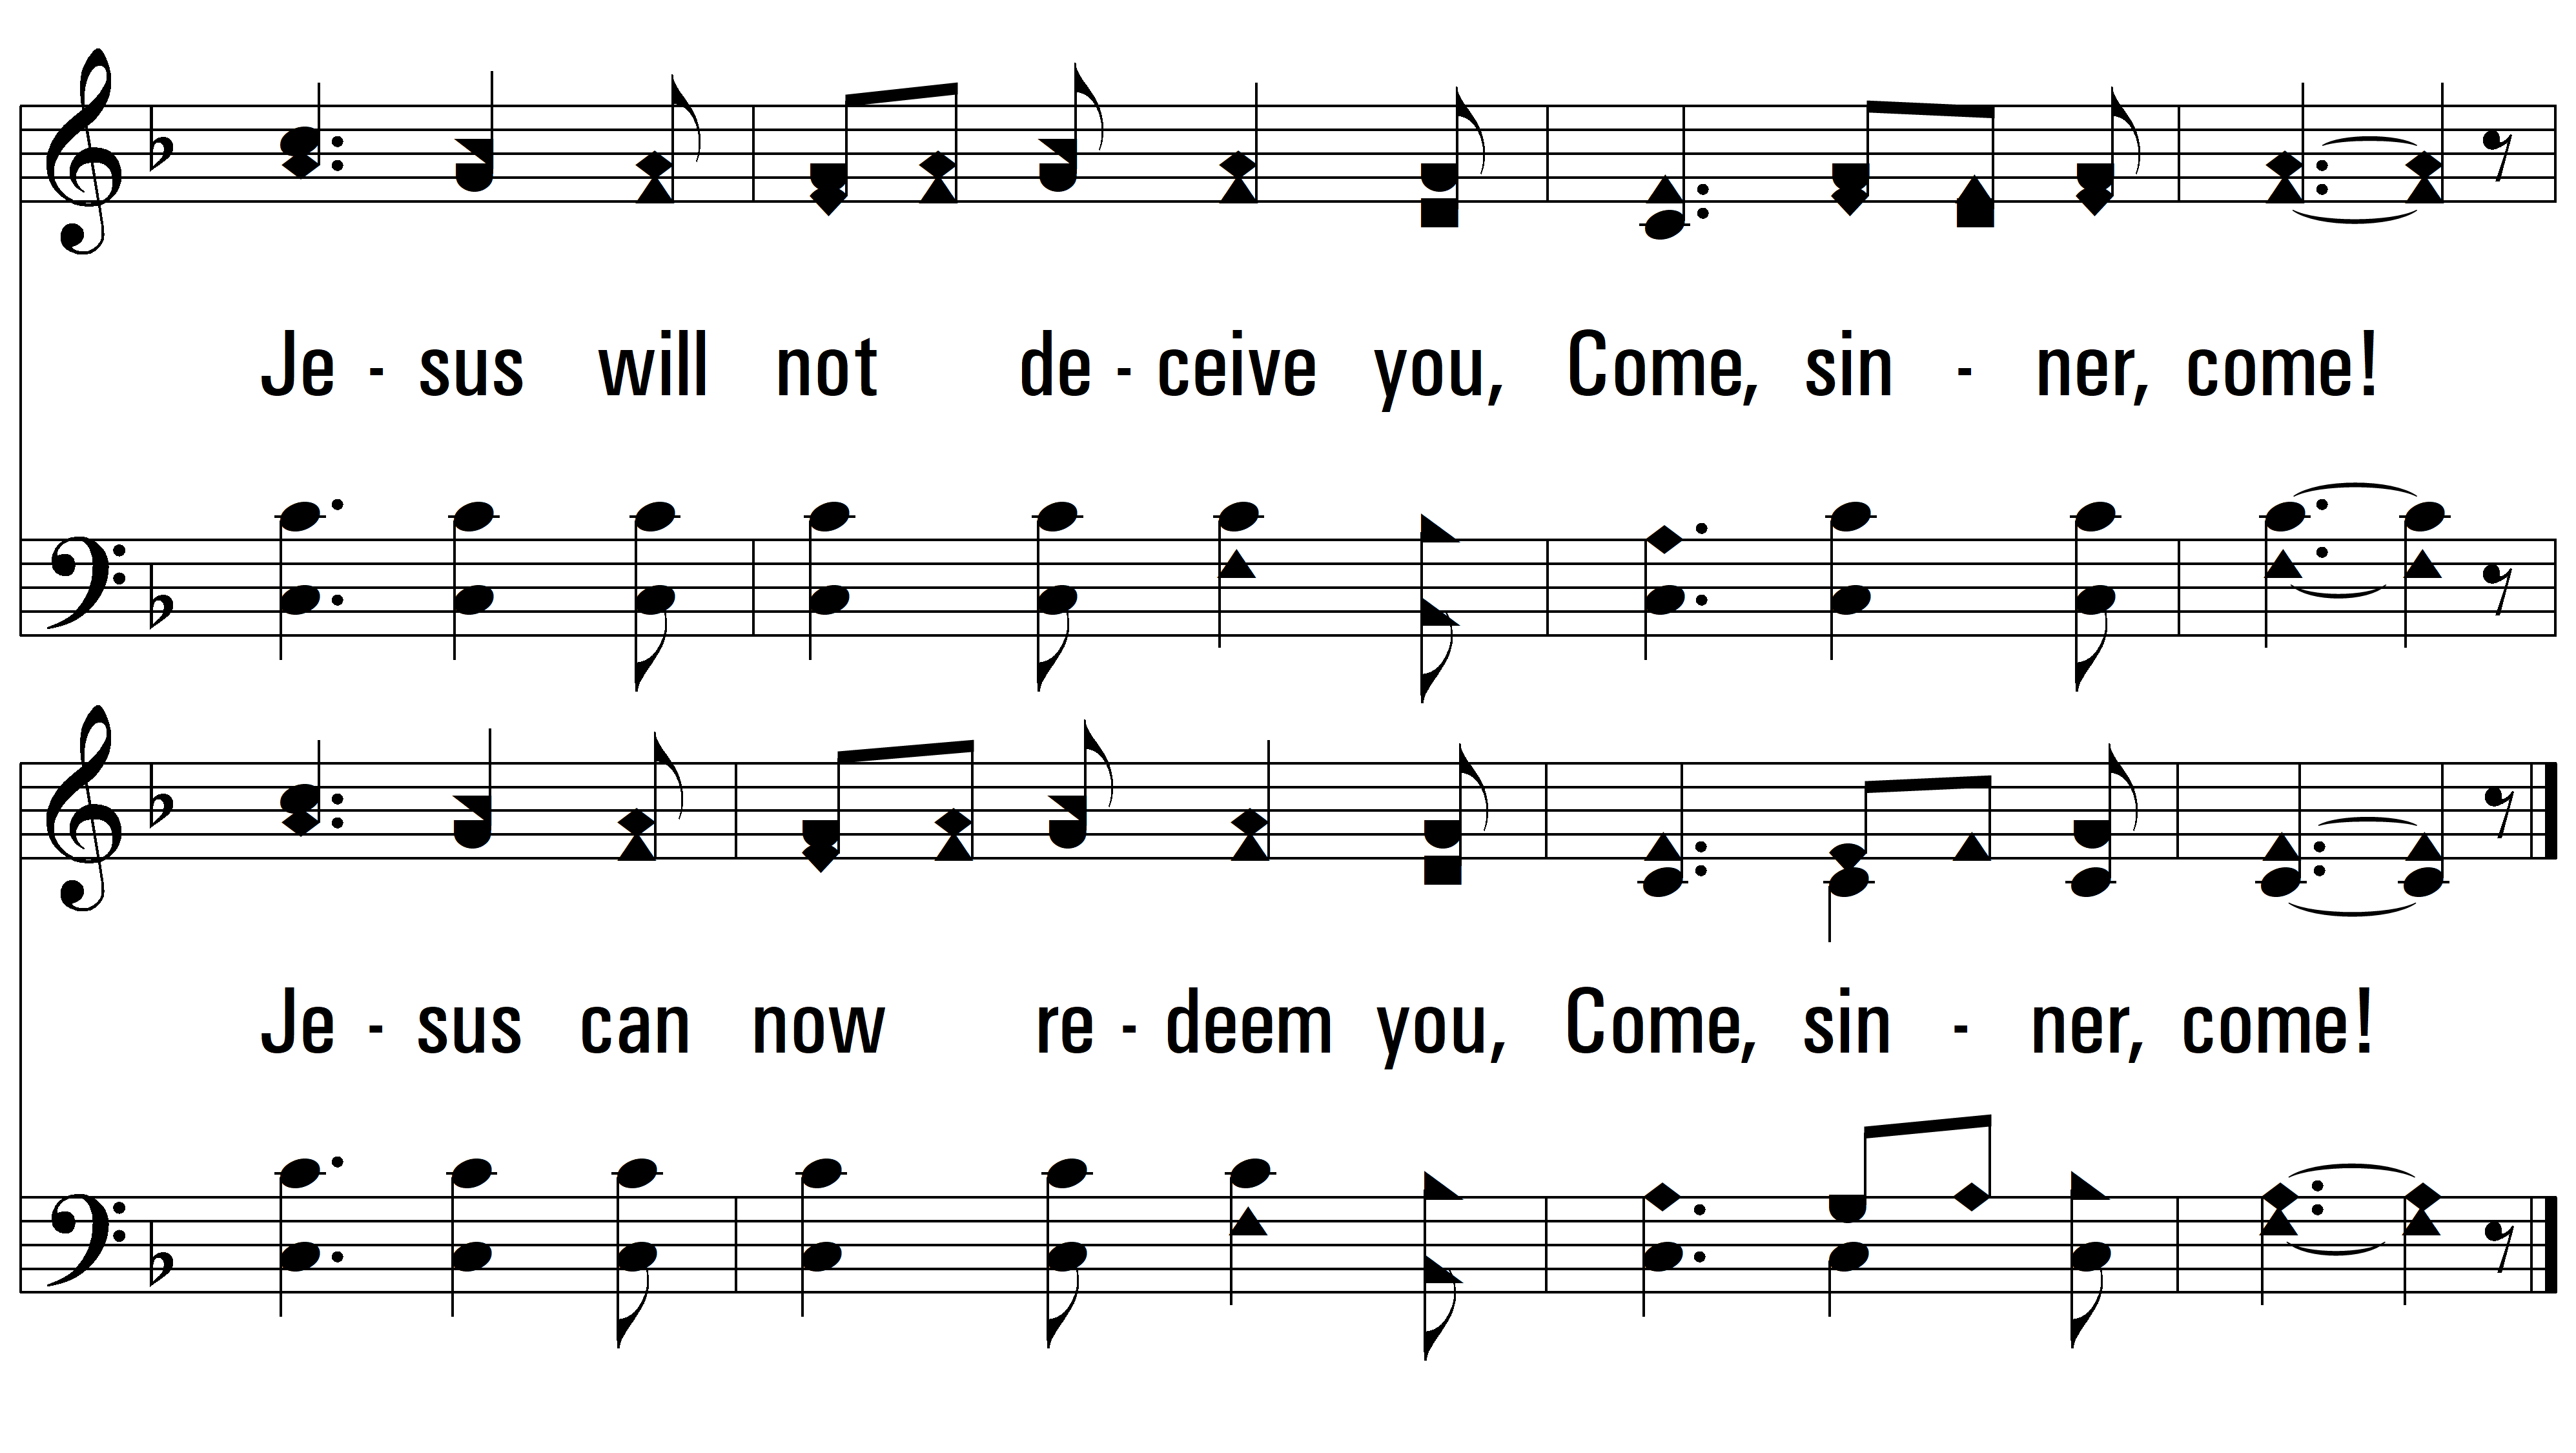 Je - sus will not de - ceive you, Come, sin - ner, come!
Je - sus can now re - deem you, Come, sin - ner, come!